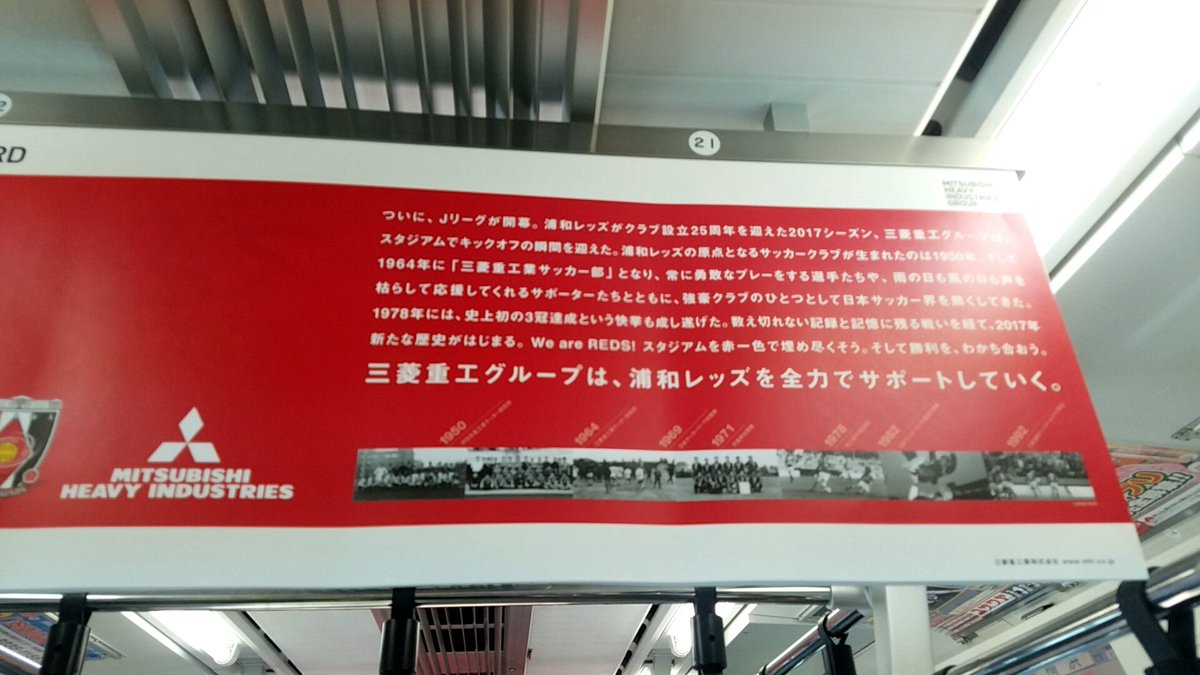 21
RD
MITSUBISHI
HEAVY
INDUSTRIES
GROUP
ついに、Jリーグが開幕。浦和レッズがクラブ設立25周年を迎えた2017シーズン、三菱重工グループは、
スタジアムでキックオフの瞬間を迎えた。浦和レッズの原点となるサッカークラブが生まれたのは1950年。そして
1964年に「三菱重工業サッカー部」となり、常に勇敢なプレーをする選手たちや、雨の日も風の日も声を
枯らして応援してくれるサポーターたちとともに、強豪クラブのひとつとして日本サッカー界を熱くしてきた。
1978年には、史上初の3冠達成という快挙も成し遂げた。数え切れない記録と記憶に残る戦いを経て、2017年
新たな歴史がはじまる。We are REDS! スタジアムを赤一色で埋め尽くそう。そして勝利を、わかち合おう。
三菱重工グループは、浦和レッズを全力でサポートしていく。
1950
1964
1969
1971
1978
1982
1992
MITSUBISHI
HEAVY INDUSTRIES
三菱重工業株式会社 www.mhi.co.jp